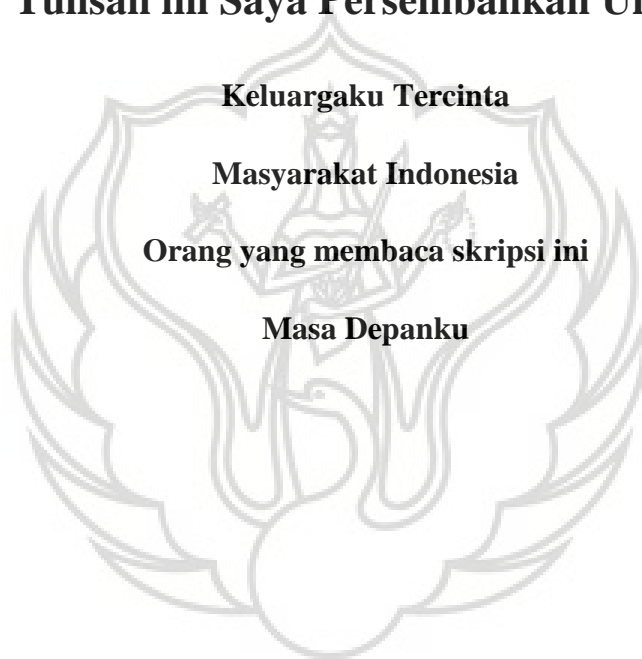 Tulisan ini Saya Persembahkan
Keluargaku Tercinta
Masyarakat Indonesia
Orang yang membaca skripsi ini
Masa Depanku